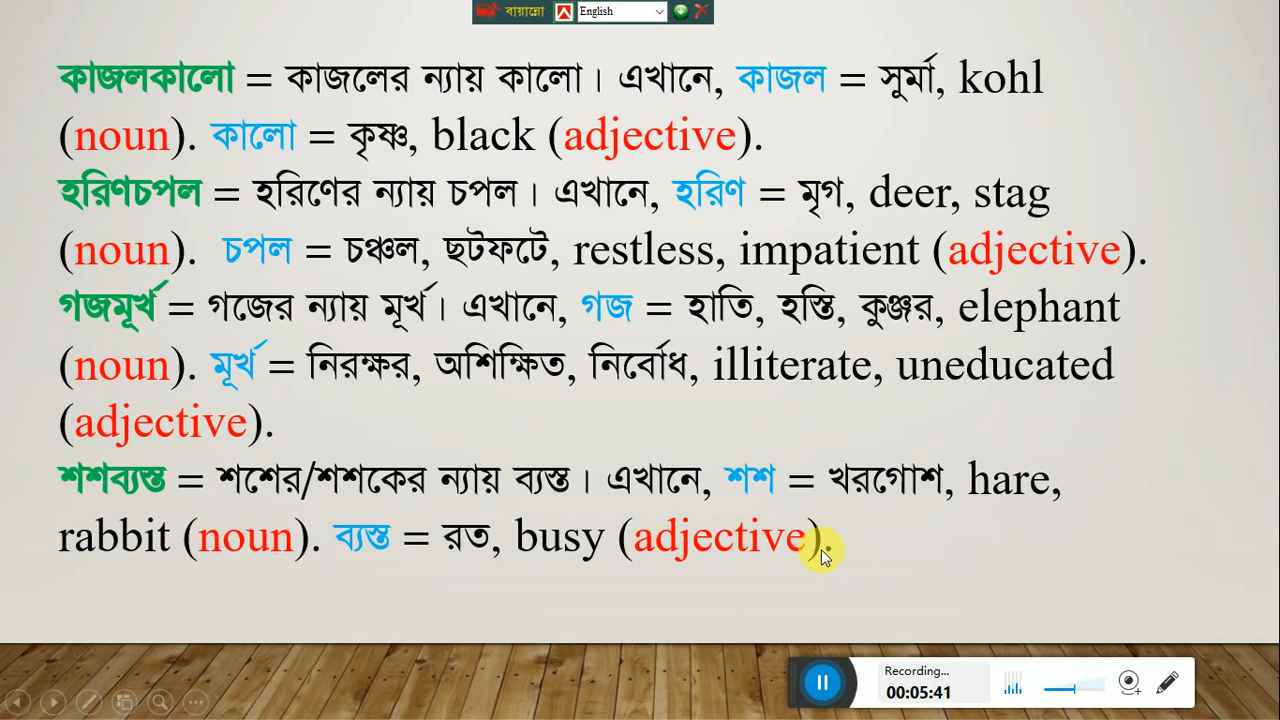 বায়ান্নো English
কাজলকালো = কাজলের ন্যায় কালো। এখানে, কাজল = সুর্মা, kohl
(noun). কালো = কৃষ্ণ, black (adjective).
হরিণচপল = হরিণের ন্যায় চপল। এখানে, হরিণ = মৃগ, deer, stag
(noun). চপল = চঞ্চল, ছটফটে, restless, impatient (adjective).
গজমূর্খ = গজের ন্যায় মূর্খ। এখানে, গজ = হাতি, হস্তি, কুঞ্জর, elephant
(noun). মূর্খ = নিরক্ষর, অশিক্ষিত, নির্বোধ, illiterate, uneducated
(adjective).
শশব্যস্ত = শশের/শশকের ন্যায় ব্যস্ত। এখানে, শশ = খরগোশ, hare,
rabbit (noun). ব্যস্ত = রত, busy (adjective).
Recording...
00:05:41